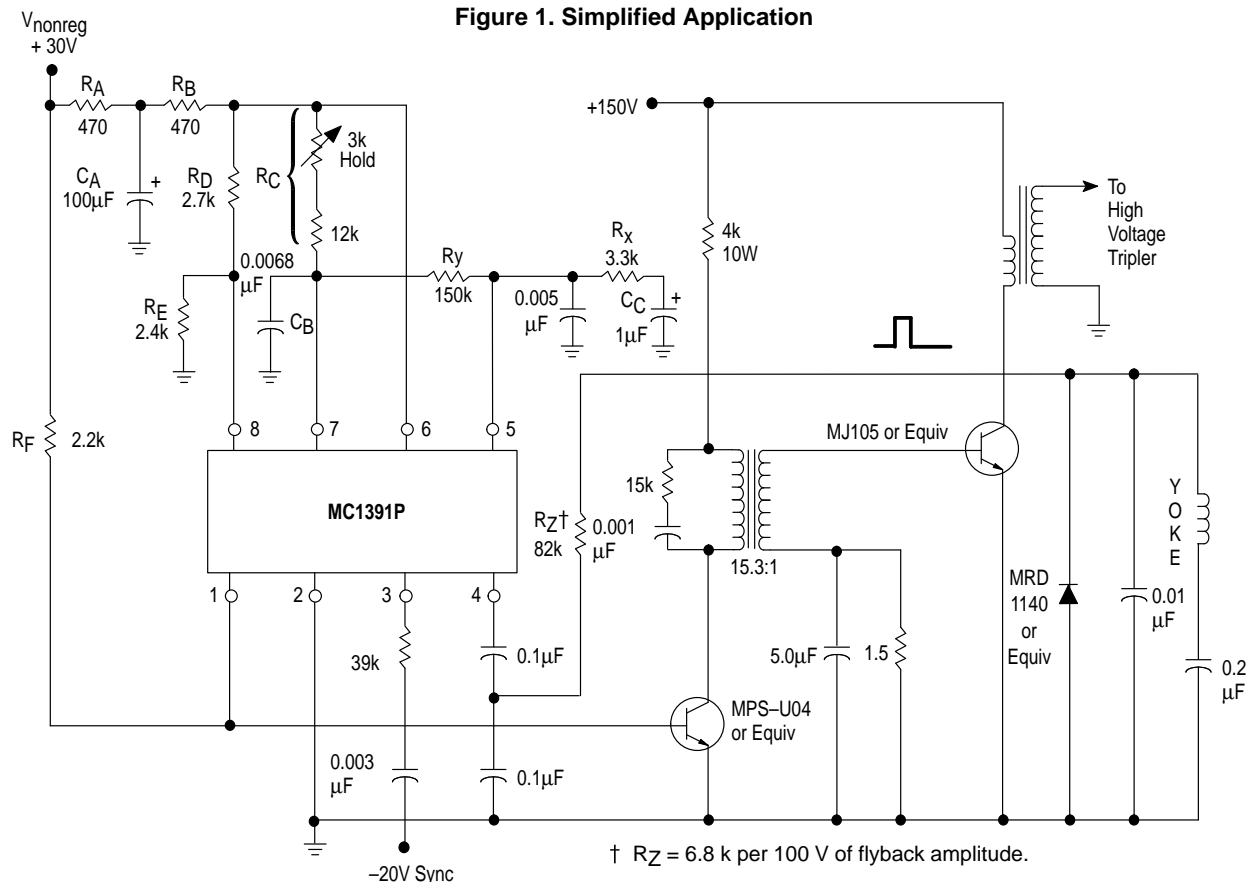 Figure 1. Simplified Application
Vnonreg
+ 30V
RA
470
RB
470
CA
100µF
+
RD
2.7k
RC
3k
Hold
12k
RE
2.4k
0.0068
µF
CB
Ry
150k
0.005
µF
RX
3.3k
CC
1µF
+
+150V
4k
10W
To
High
Voltage
Tripler
RF
2.2k
8
7
6
5
MC1391P
1
2
3
4
39k
0.1µF
0.003
µF
0.1µF
–20V Sync
RZ†
82k
0.001
µF
15k
15.3:1
MJ105 or Equiv
MPS–U04
or Equiv
5.0µF
1.5
MRD
1140
or
Equiv
0.01
µF
Y
O
K
E
0.2
µF
† RZ = 6.8 k per 100 V of flyback amplitude.